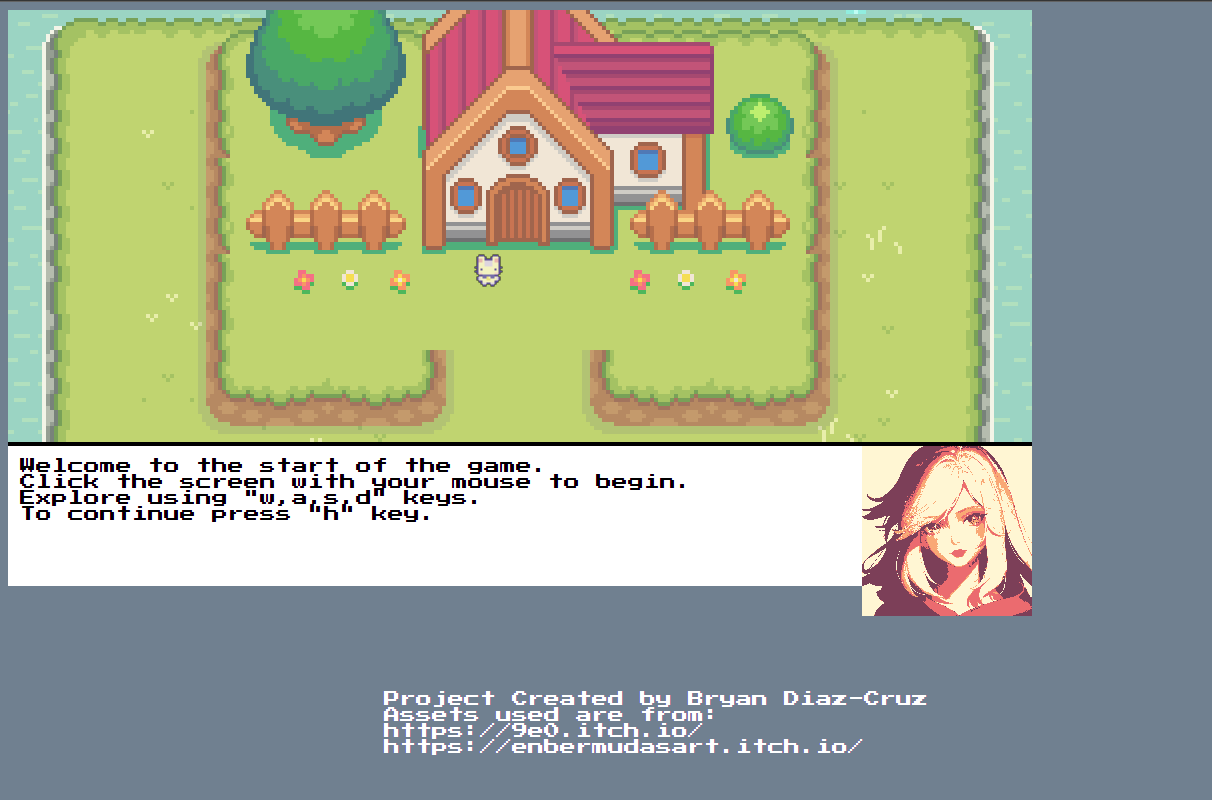 Welcome to the start of the game.
Click the screen with your mouse to begin.
Explore using "w,a,s,d" keys.
To continue press "h" key.
Project Created by Bryan Diaz-Cruz
Assets used are from:
https://9e0.itch.io/
https://enbermudasart.itch.io/